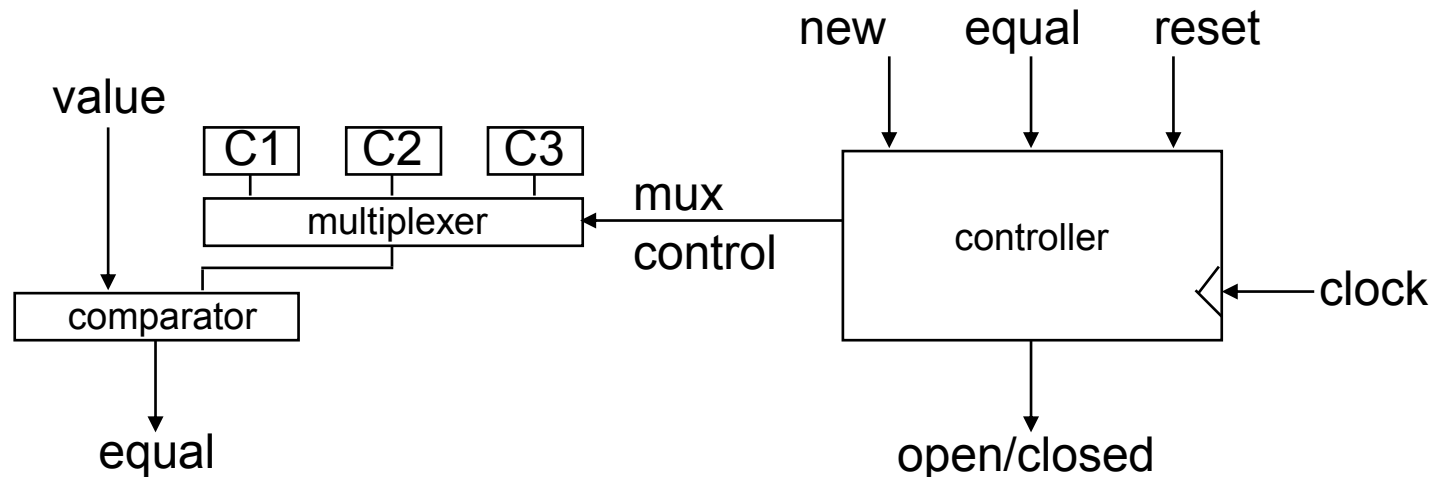 new equal reset
value
C1 C2 C3
multiplexer
mux
control
controller
comparator
clock
equal
open/closed